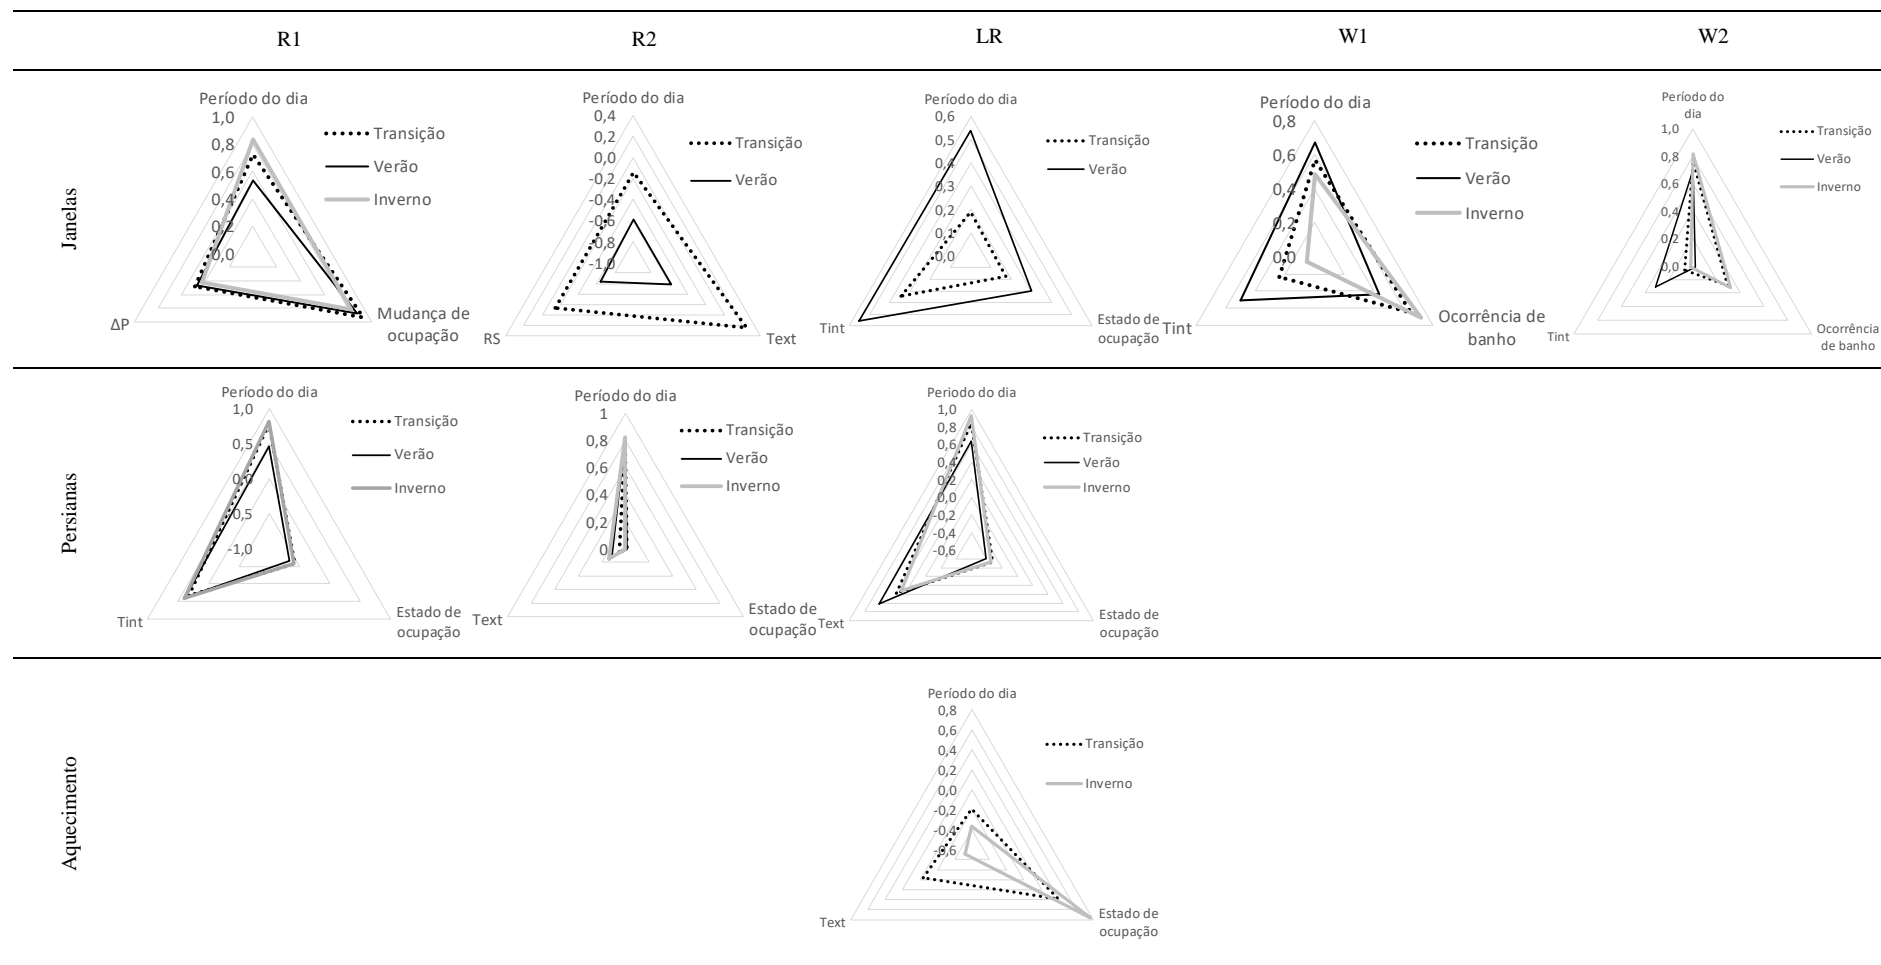 R1 R2 LR W1 W2
Janelas
Período do dia
1,0
0,8
0,6
0,4
0,2
0,0
Transição
Verão
Inverno
ΔP
Mudança de
ocupação
Período do dia
0,4
0,2
0,0
-0,2
-0,4
-0,6
-0,8
-1,0
Transição
Verão
RS
Text
Período do dia
0,6
0,5
0,4
0,3
0,2
0,1
0,0
Transição
Verão
Tint
Estado de
ocupação
Período do dia
0,8
0,6
0,4
0,2
0,0
Transição
Verão
Inverno
Tint
Ocorrência de
banho
Período do
dia
1,0
0,8
0,6
0,4
0,2
0,0
Transição
Verão
Inverno
Tint
Ocorrência
de banho
Persianas
Período do dia
1,0
0,5
0,0
-0,5
-1,0
Transição
Verão
Inverno
Tint
Estado de
ocupação
Período do dia
1
0,8
0,6
0,4
0,2
0
Transição
Verão
Inverno
Text
Estado de
ocupação
Período do dia
1,0
0,8
0,6
0,4
0,2
0,0
-0,2
-0,4
-0,6
Transição
Verão
Inverno
Text
Estado de
ocupação
Aquecimento
Período do dia
0,8
0,6
0,4
0,2
0,0
-0,2
-0,4
-0,6
Transição
Inverno
Text
Estado de
ocupação